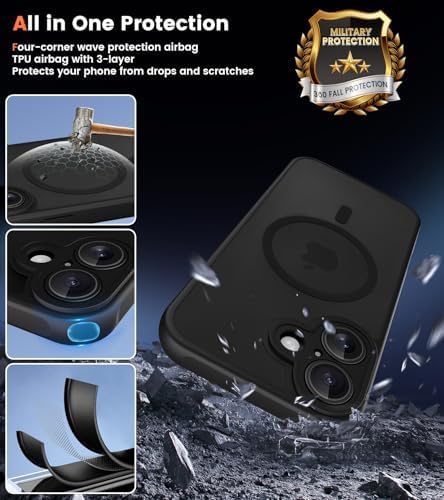 All in One Protection
Four-corner wave protection airbag
TPU airbag with 3-layer
Protects your phone from drops and scratches
MILITARY
PROTECTION
360 FALL PROTECTION